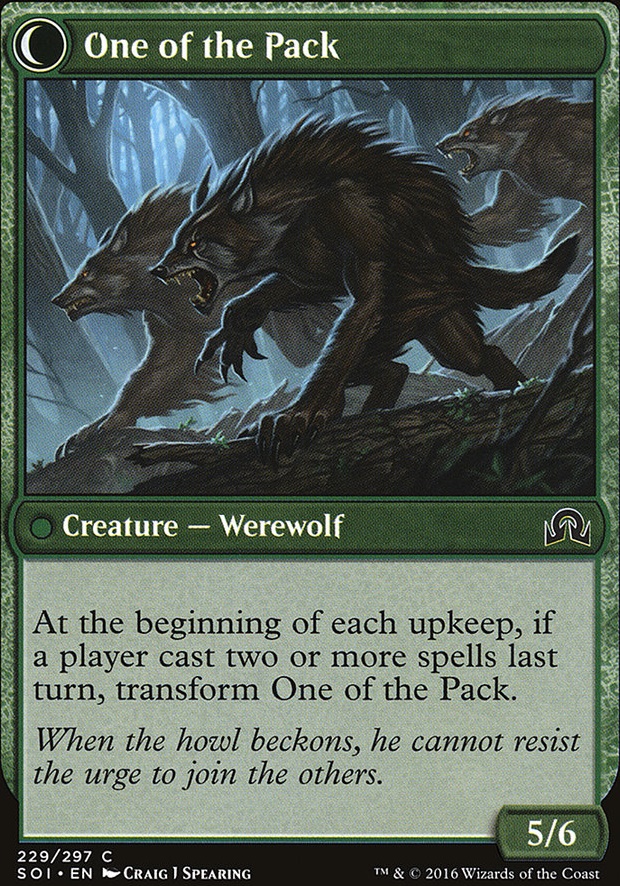 One of the Pack
Creature — Werewolf
At the beginning of each upkeep, if
a player cast two or more spells last
turn, transform One of the Pack.
When the howl beckons, he cannot resist
the urge to join the others.
5/6
229/297 C
SOI • EN Craig J Spearing
™ & © 2016 Wizards of the Coast